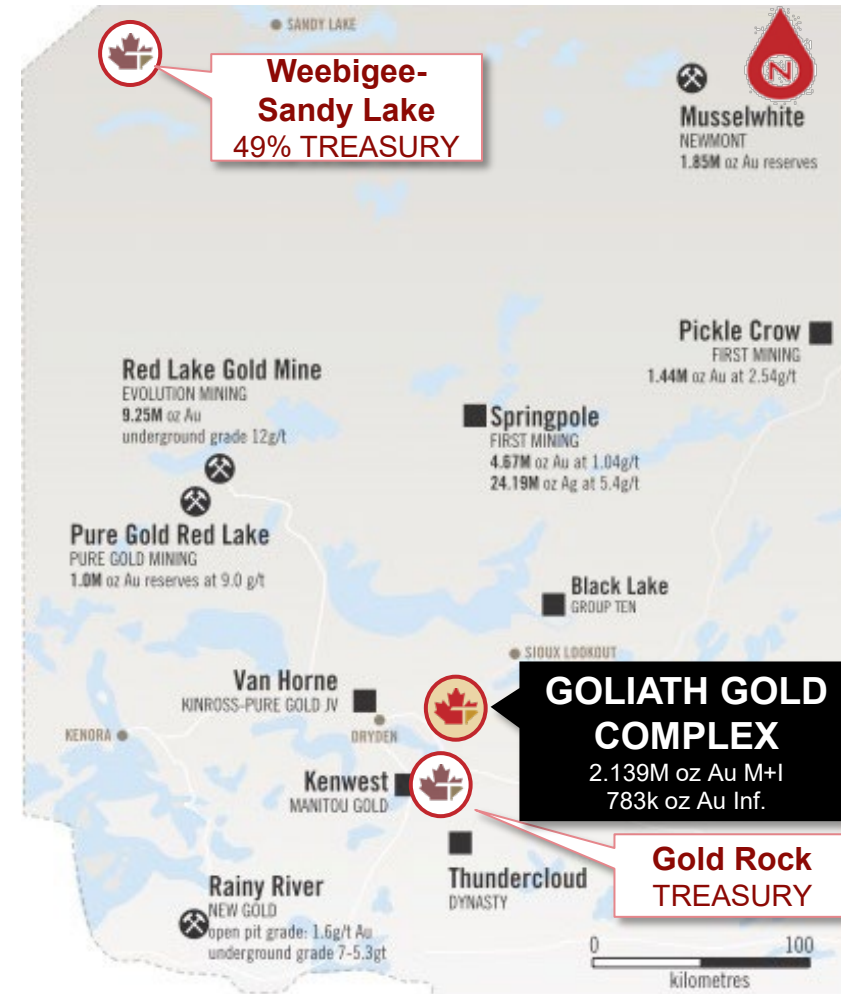 SANDY LAKE
N
Weebigee-
Sandy Lake
49% TREASURY
Musselwhite
NEWMONT
1.85M oz Au reserves
Pickle Crow
FIRST MINING
1.44M oz Au at 2.54g/t
Red Lake Gold Mine
EVOLUTION MINING
9.25M oz Au
underground grade 12g/t
Springpole
FIRST MINING
4.67M oz Au at 1.04g/t
24.19M oz Ag at 5.4g/t
Pure Gold Red Lake
PURE GOLD MINING
1.0M oz Au reserves at 9.0 g/t
Black Lake
GROUP TEN
SIOUX LOOKOUT
Van Horne
KINROSS-PURE GOLD JV
KENORA
DRYDEN
GOLIATH GOLD
COMPLEX
2.139M oz Au M+I
783k oz Au Inf.
Kenwest
MANITOU GOLD
Gold Rock
TREASURY
Thundercloud
DYNASTY
Rainy River
NEW GOLD
open pit grade: 1.6g/t Au
underground grade 7-5.3gt
0 100
kilometres